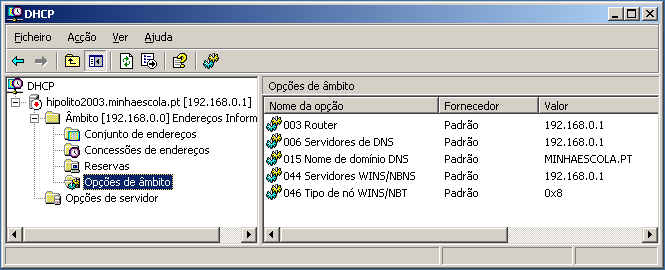 DHCP
Ficheiro Acção Ver Ajuda
DHCP
hipolito2003.minhaescola.pt [192.168.0.1]
Âmbito [192.168.0.0] Endereços Inform
Conjunto de endereços
Concessões de endereços
Reservas
Opções de âmbito
Opções de servidor
Opções de âmbito
Nome da opção Fornecedor Valor
003 Router Padrão 192.168.0.1
006 Servidores de DNS Padrão 192.168.0.1
015 Nome de domínio DNS Padrão MINHAESCOLA.PT
044 Servidores WINS/NBNS Padrão 192.168.0.1
046 Tipo de nó WINS/NBT Padrão 0x8